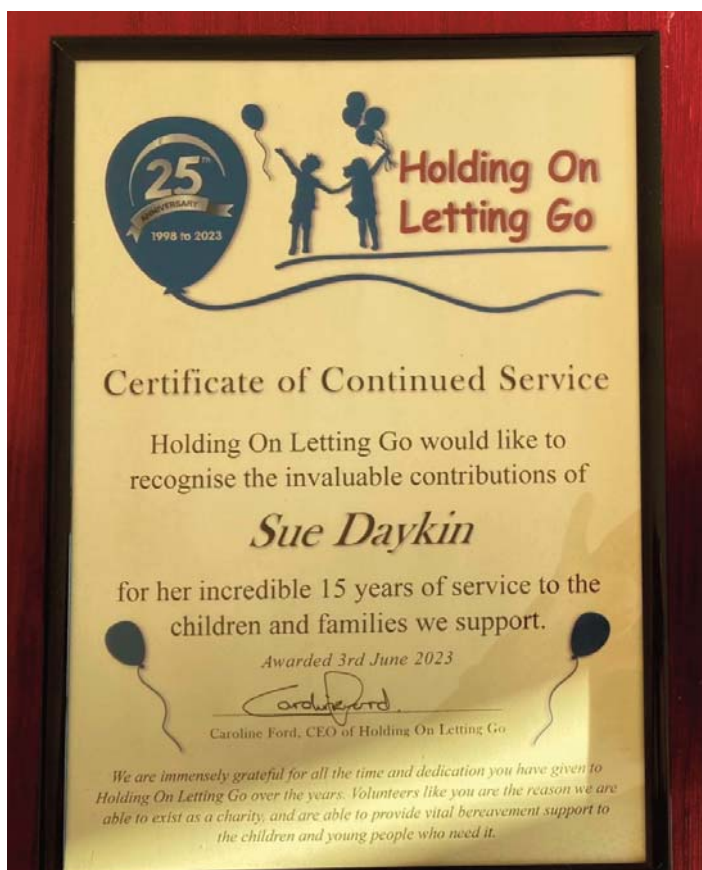 25TH
ANNIVERSARY
1998 to 2023
Holding On
Letting Go
Certificate of Continued Service
Holding On Letting Go would like to
recognise the invaluable contributions of
Sue Daykin
for her incredible 15 years of service to the
children and families we support.
Awarded 3rd June 2023
Caroline Ford
Caroline Ford, CEO of Holding On Letting Go
We are immensely grateful for all the time and dedication you have given to
Holding On Letting Go over the years. Volunteers like you are the reason we are
able to exist as a charity, and are able to provide vital bereavement support to
the children and young people who need it.